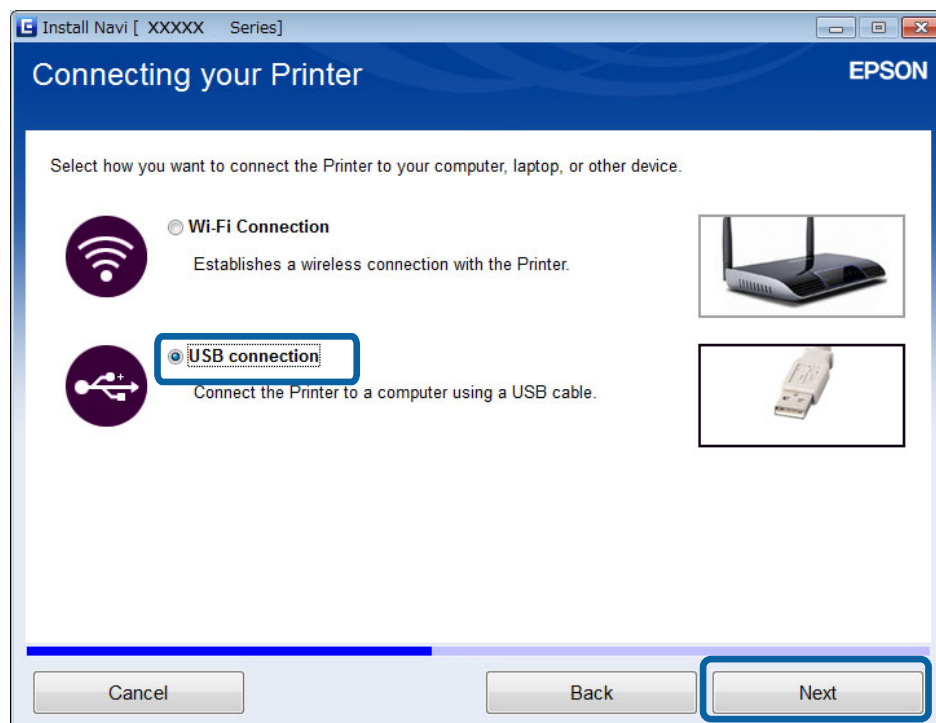 Install Navi [ XXXXX Series]
Connecting your Printer
EPSON
Select how you want to connect the Printer to your computer, laptop, or other device.
Wi-Fi Connection
Establishes a wireless connection with the Printer.
USB connection
Connect the Printer to a computer using a USB cable.
Cancel
Back
Next